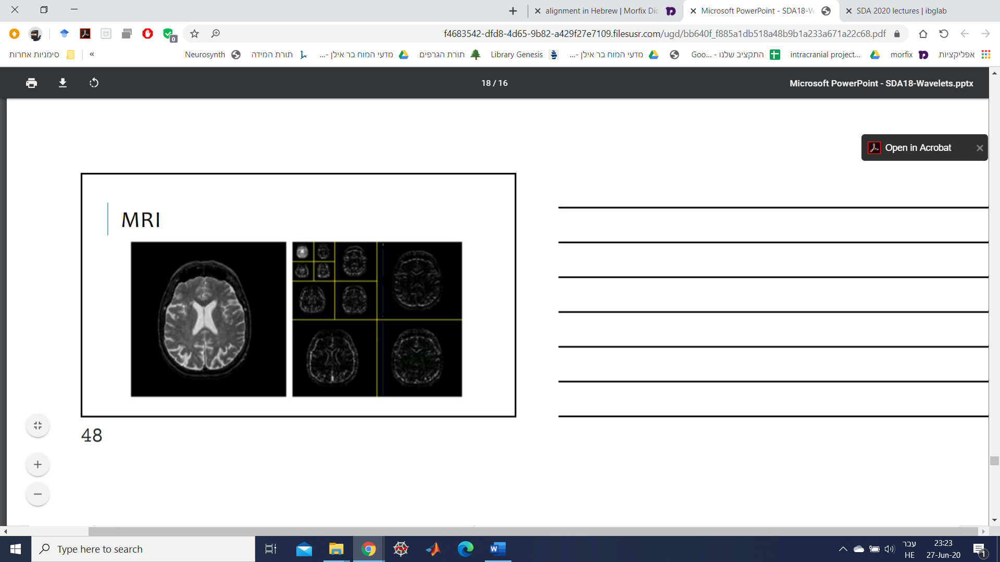 alignment in Hebrew | Morfix Dic
Microsoft PowerPoint - SDA18-W
SDA 2020 lectures | ibglab
0
f4683542-dfd8-4d65-9b82-a429f27e7109.filesusr.com/ugd/bb640f_f885a1db518a48b9b1a233a671a22c68.pdf
סימניות אחרות
«
Neurosynth
תורת המידה
מדעי המוח בר אילן -...
תורת הגרפים
Library Genesis
מדעי המוח בר אילן -...
התקציב שלנו - Goo...
intracranial project...
morfix
אפליקציות
18 / 16
Microsoft PowerPoint - SDA18-Wavelets.pptx
Open in Acrobat
MRI
48
Type here to search
עבר
HE
23:23
27-Jun-20
1